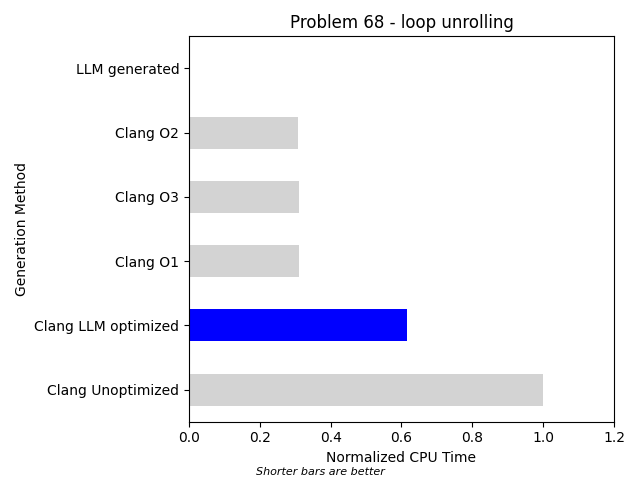 Problem 68 - loop unrolling
LLM generated
Clang O2
Clang O3
Clang O1
Clang LLM optimized
Clang Unoptimized
Generation Method
0.0 0.2 0.4 0.6 0.8 1.0 1.2
Normalized CPU Time
Shorter bars are better